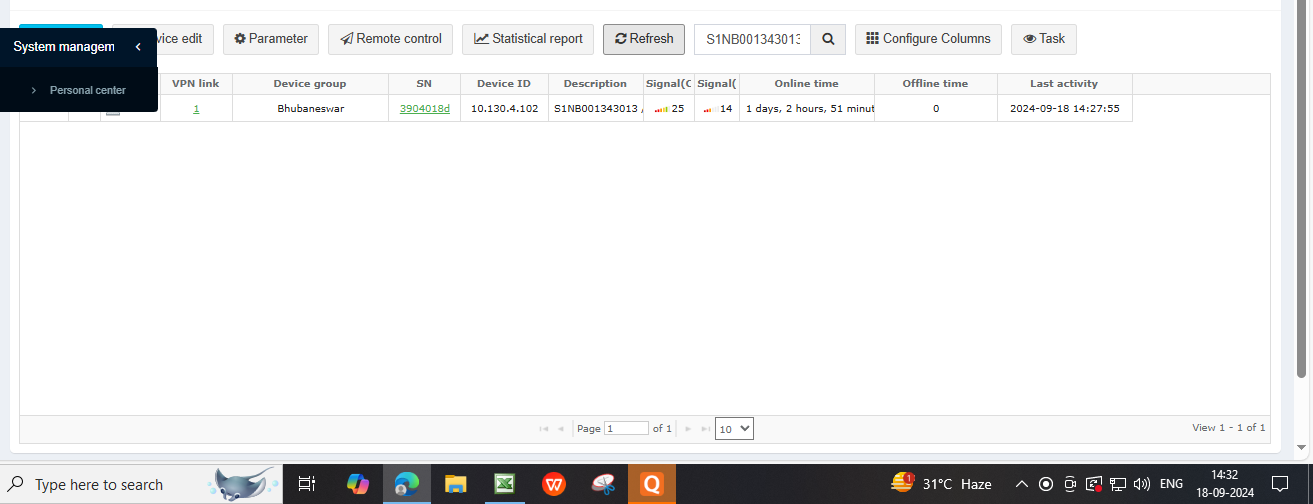 System managem
vice edit
Parameter
Remote control
Statistical report
Refresh
S1NB001343013
Configure Columns
Task
Personal center
VPN link Device group SN Device ID Description Signal( Signal( Online time Offline time Last activity
1 Bhubaneswar 3904018d 10.130.4.102 S1NB001343013 25 14 1 days, 2 hours, 51 minut 0 2024-09-18 14:27:55
Page 1 of 1 10 View 1 - 1 of 1
Type here to search
W
Q
1
31°C Haze
ENG
14:32
18-09-2024